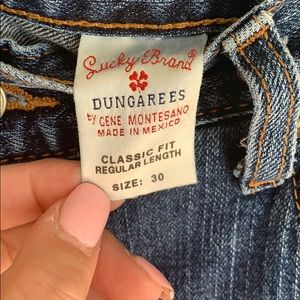 Lucky Brand®
DUNGAREES
by GENE MONTESANO
MADE IN MEXICO
CLASSIC FIT
REGULAR LENGTH
SIZE: 30